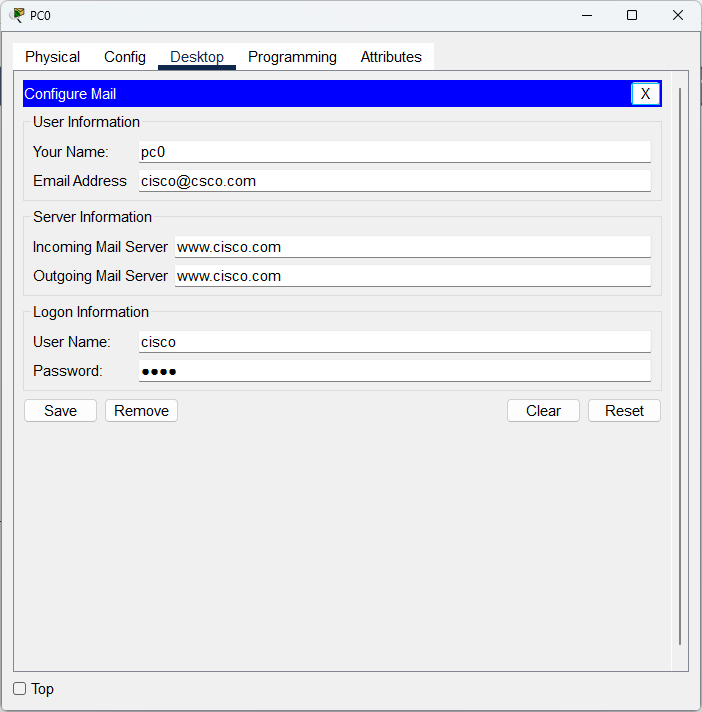 PC0
Physical Config Desktop Programming Attributes
Configure Mail X
User Information
Your Name: pc0
Email Address cisco@csco.com
Server Information
Incoming Mail Server www.cisco.com
Outgoing Mail Server www.cisco.com
Logon Information
User Name: cisco
Password: ●●●●
Save Remove Clear Reset
Top